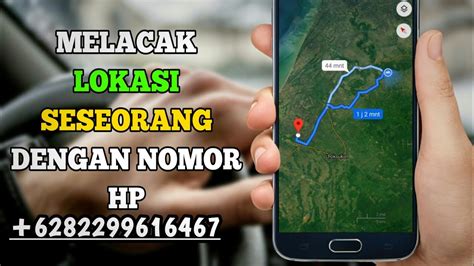 MELACAK
LOKASI
SESEORANG
DENGAN NOMOR
HP
+6282299616467
44 mnt
1 j 2 mnt